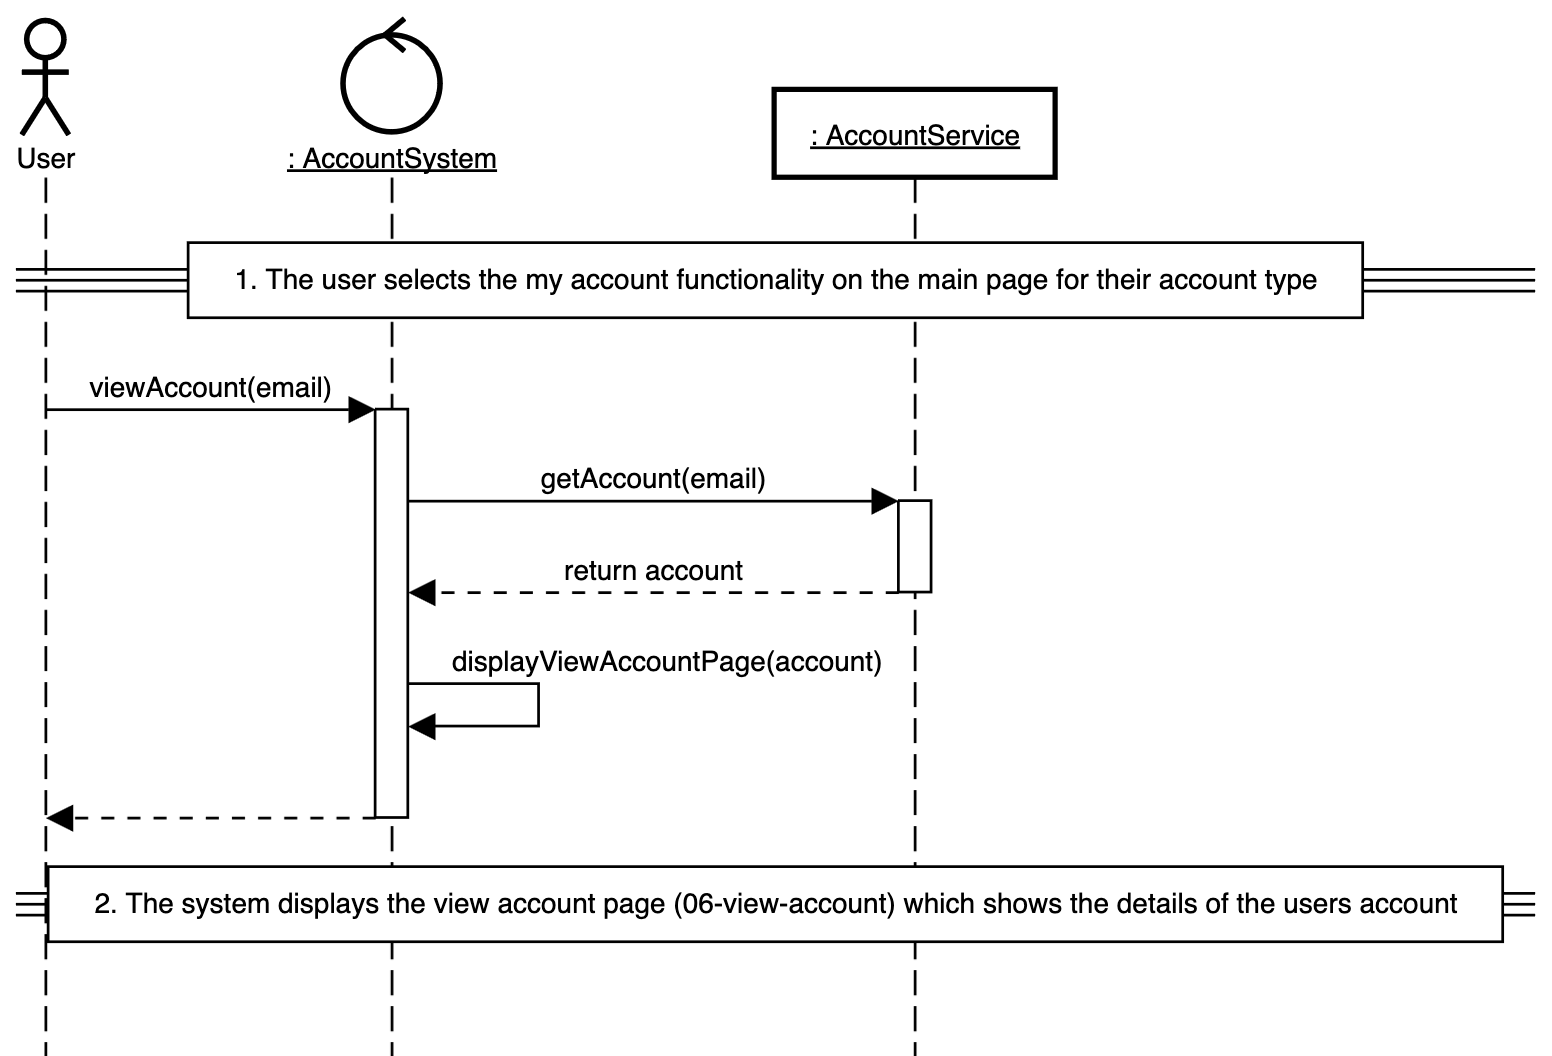 User
: AccountSystem
: AccountService
1. The user selects the my account functionality on the main page for their account type
viewAccount(email)
getAccount(email)
return account
displayViewAccountPage(account)
2. The system displays the view account page (06-view-account) which shows the details of the users account